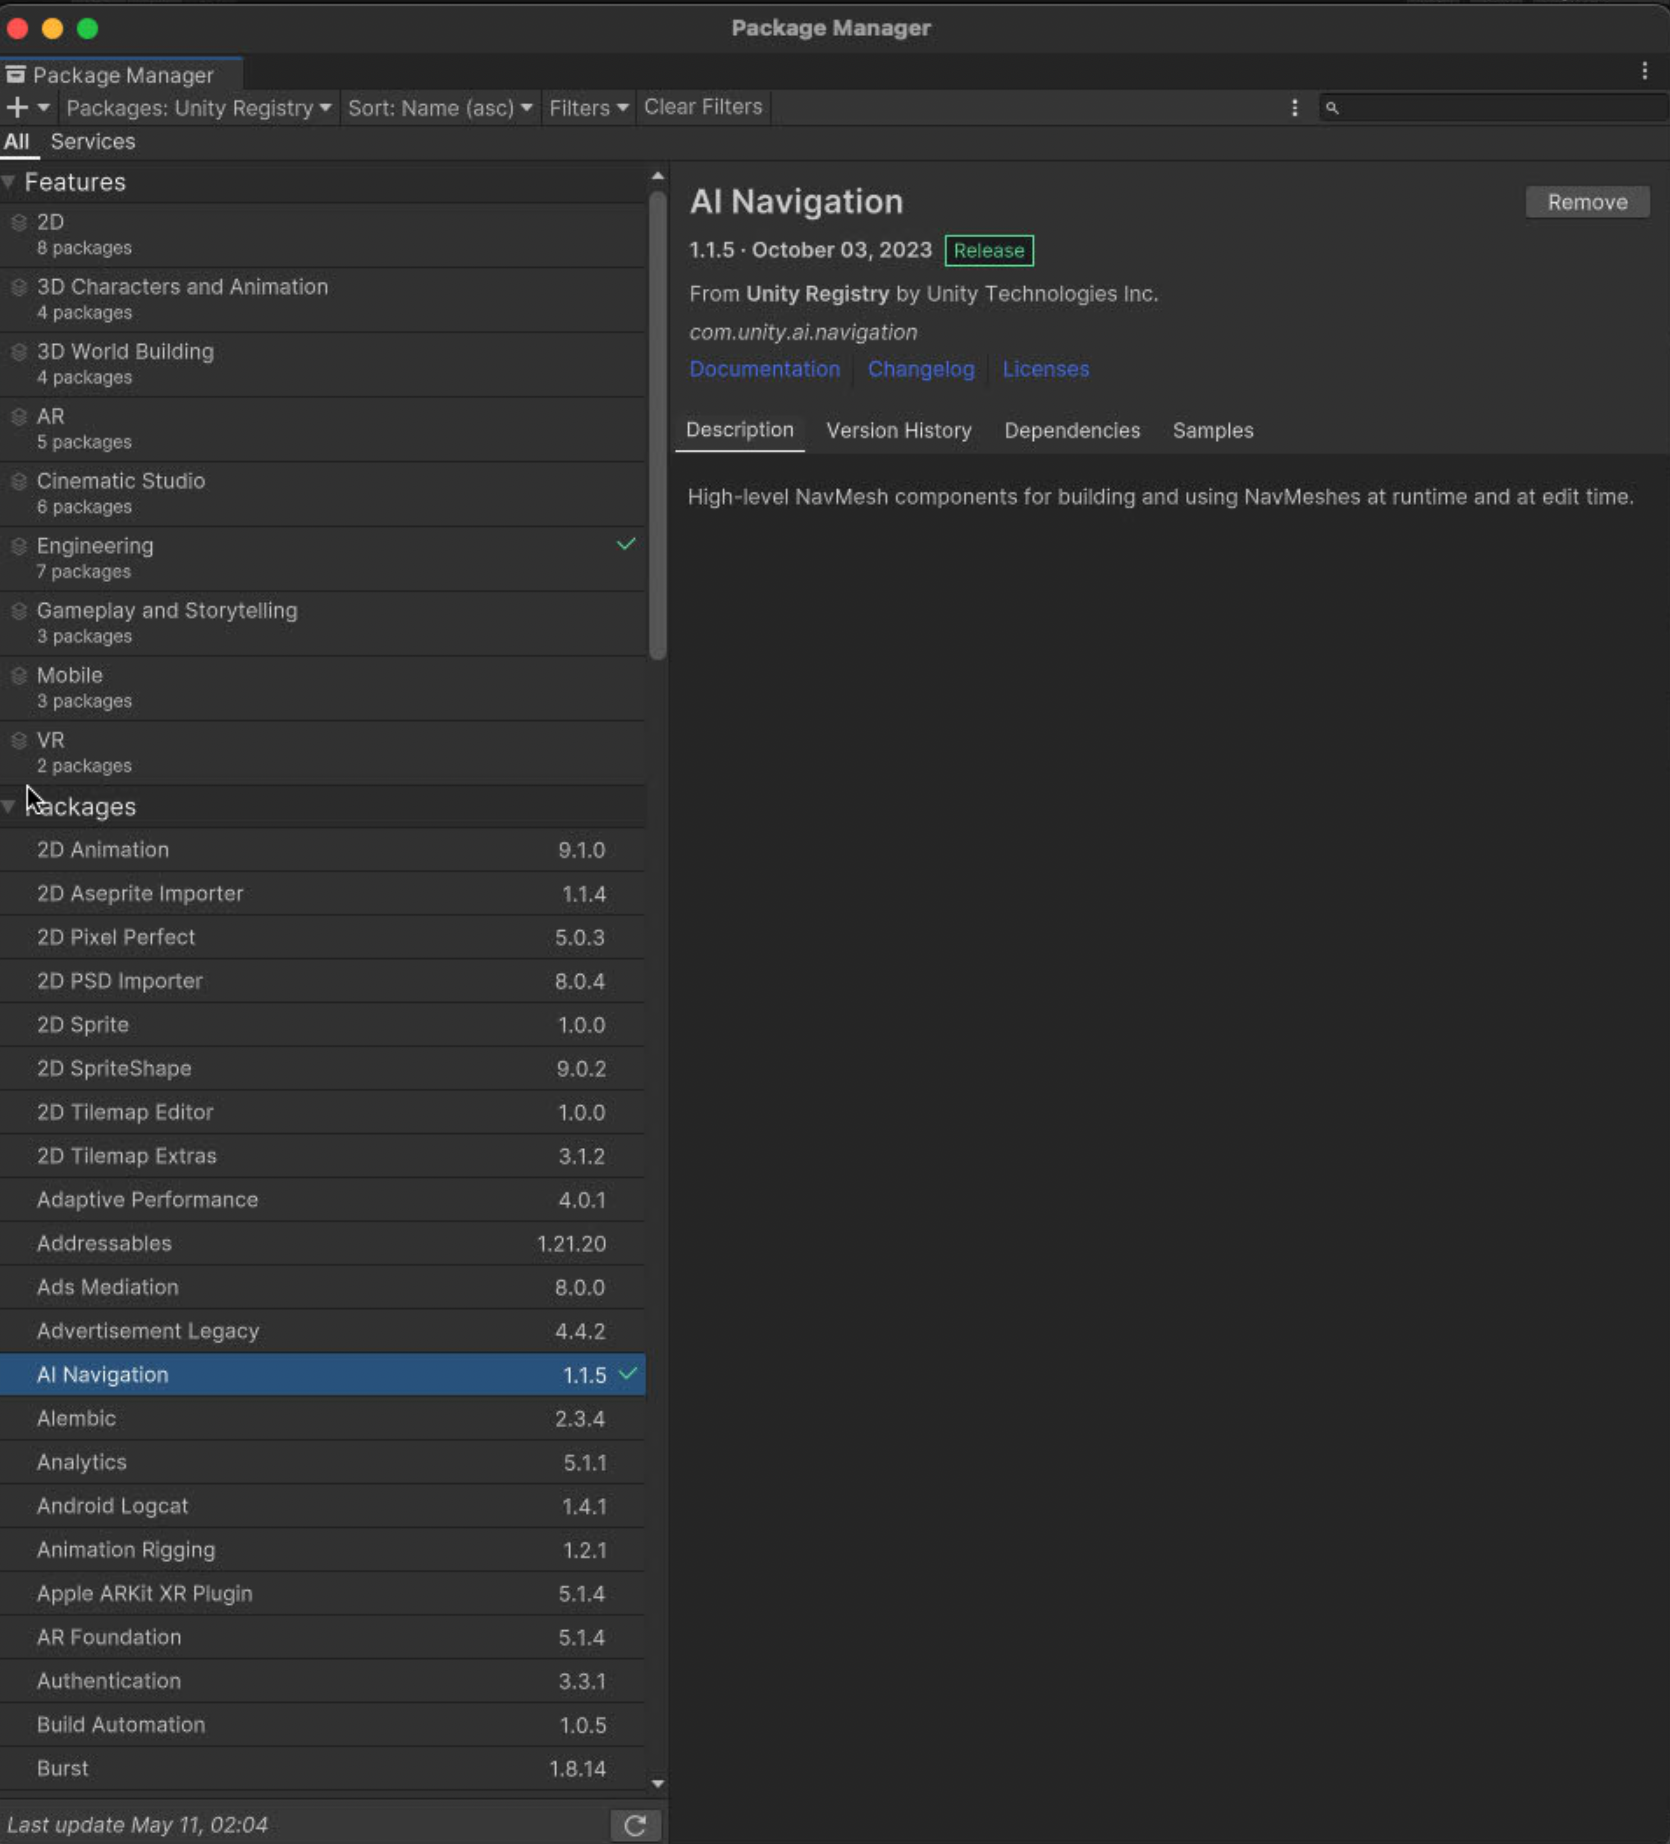 Package Manager
Package Manager
Packages: Unity Registry
Sort: Name (asc)
Filters
Clear Filters
All
Services
Features
2D
8 packages
3D Characters and Animation
4 packages
3D World Building
4 packages
AR
5 packages
Cinematic Studio
6 packages
Engineering
7 packages
Gameplay and Storytelling
3 packages
Mobile
3 packages
VR
2 packages
Packages
2D Animation 9.1.0
2D Aseprite Importer 1.1.4
2D Pixel Perfect 5.0.3
2D PSD Importer 8.0.4
2D Sprite 1.0.0
2D SpriteShape 9.0.2
2D Tilemap Editor 1.0.0
2D Tilemap Extras 3.1.2
Adaptive Performance 4.0.1
Addressables 1.21.20
Ads Mediation 8.0.0
Advertisement Legacy 4.4.2
AI Navigation 1.1.5
Alembic 2.3.4
Analytics 5.1.1
Android Logcat 1.4.1
Animation Rigging 1.2.1
Apple ARKit XR Plugin 5.1.4
AR Foundation 5.1.4
Authentication 3.3.1
Build Automation 1.0.5
Burst 1.8.14
Last update May 11, 02:04
AI Navigation
Remove
1.1.5 · October 03, 2023 Release
From Unity Registry by Unity Technologies Inc.
com.unity.ai.navigation
Documentation Changelog Licenses
Description Version History Dependencies Samples
High-level NavMesh components for building and using NavMeshes at runtime and at edit time.